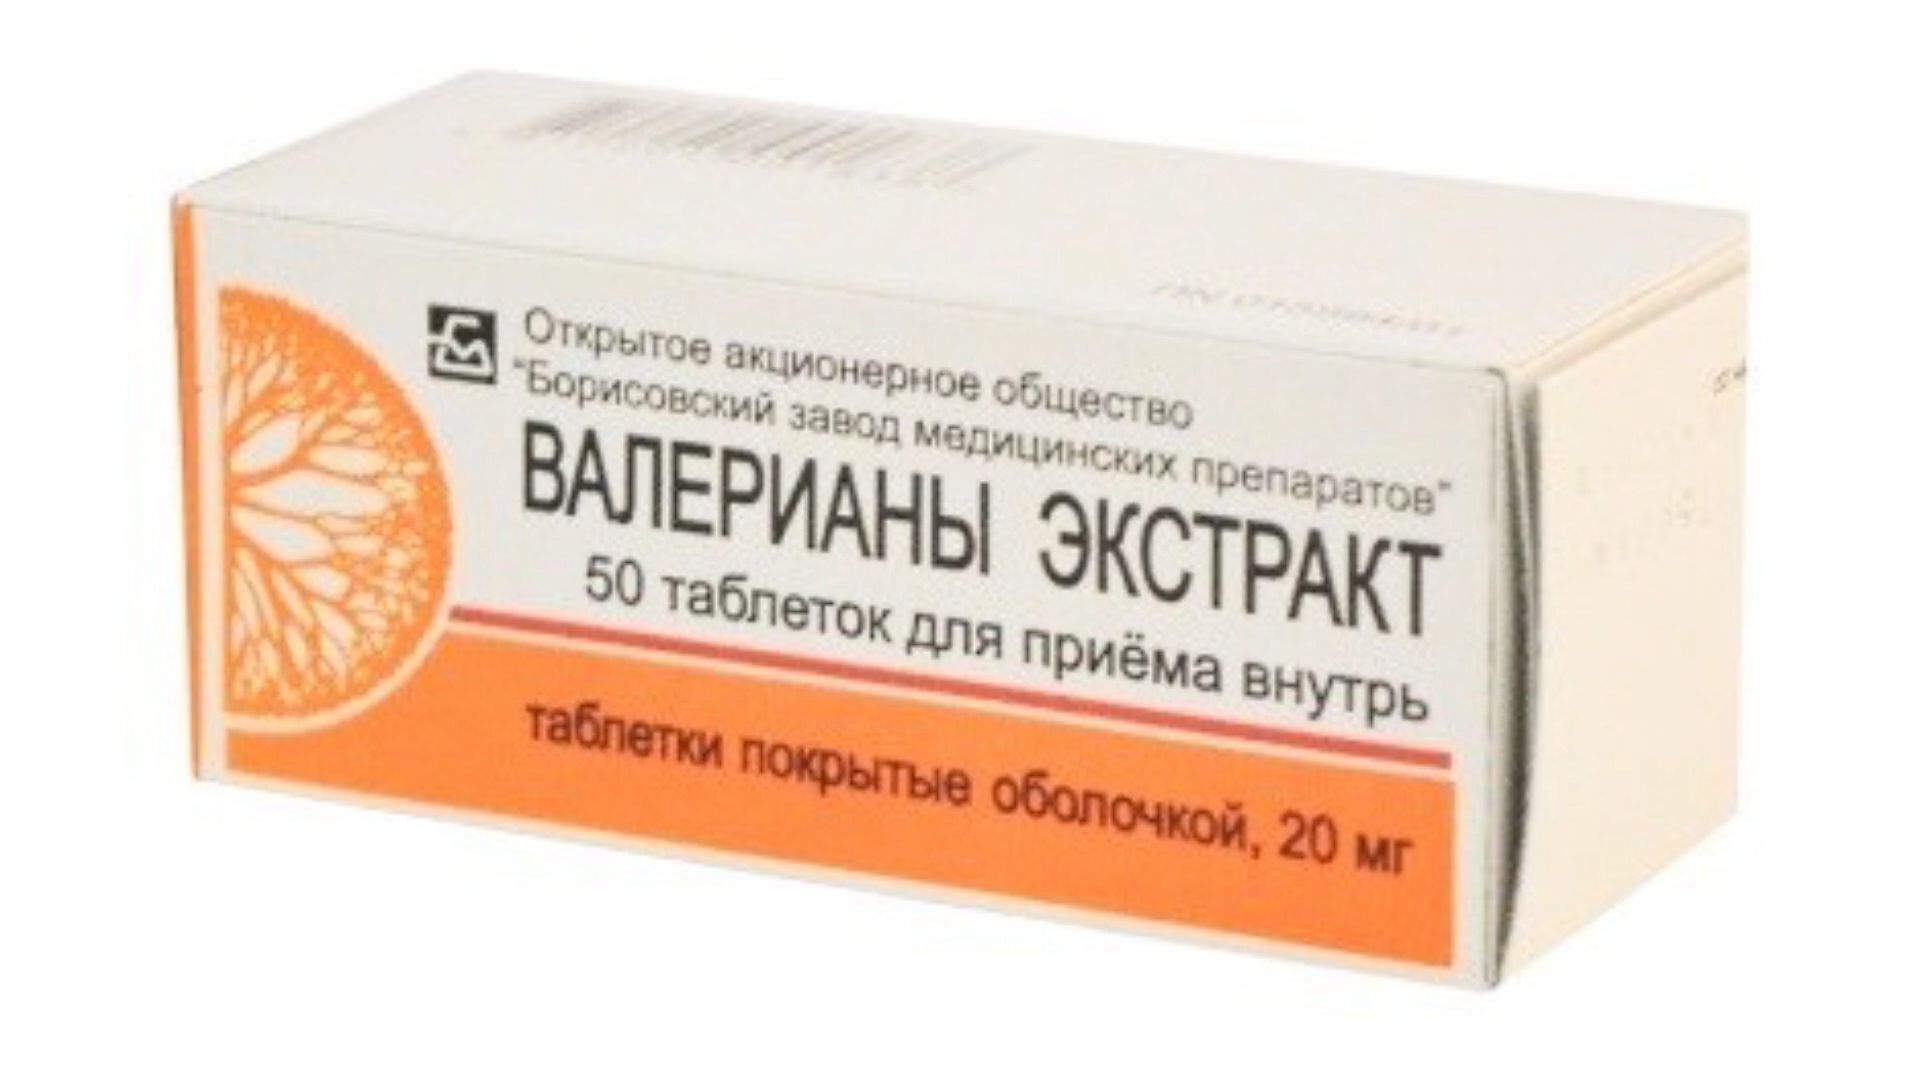 Открытое акционерное общество
"Борисовский завод медицинских препаратов"
ВАЛЕРИАНЫ ЭКСТРАКТ
50 таблеток для приёма внутрь
таблетки покрытые оболочкой, 20 мг